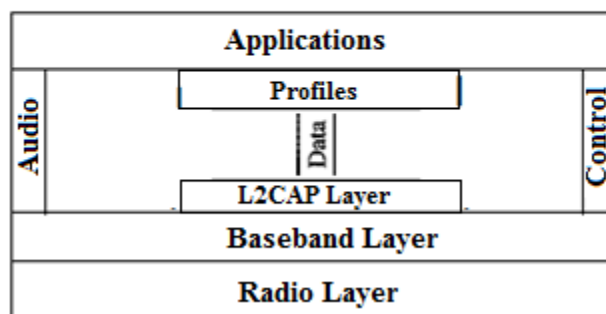 Applications
Audio
Profiles
Data
Control
L2CAP Layer
Baseband Layer
Radio Layer